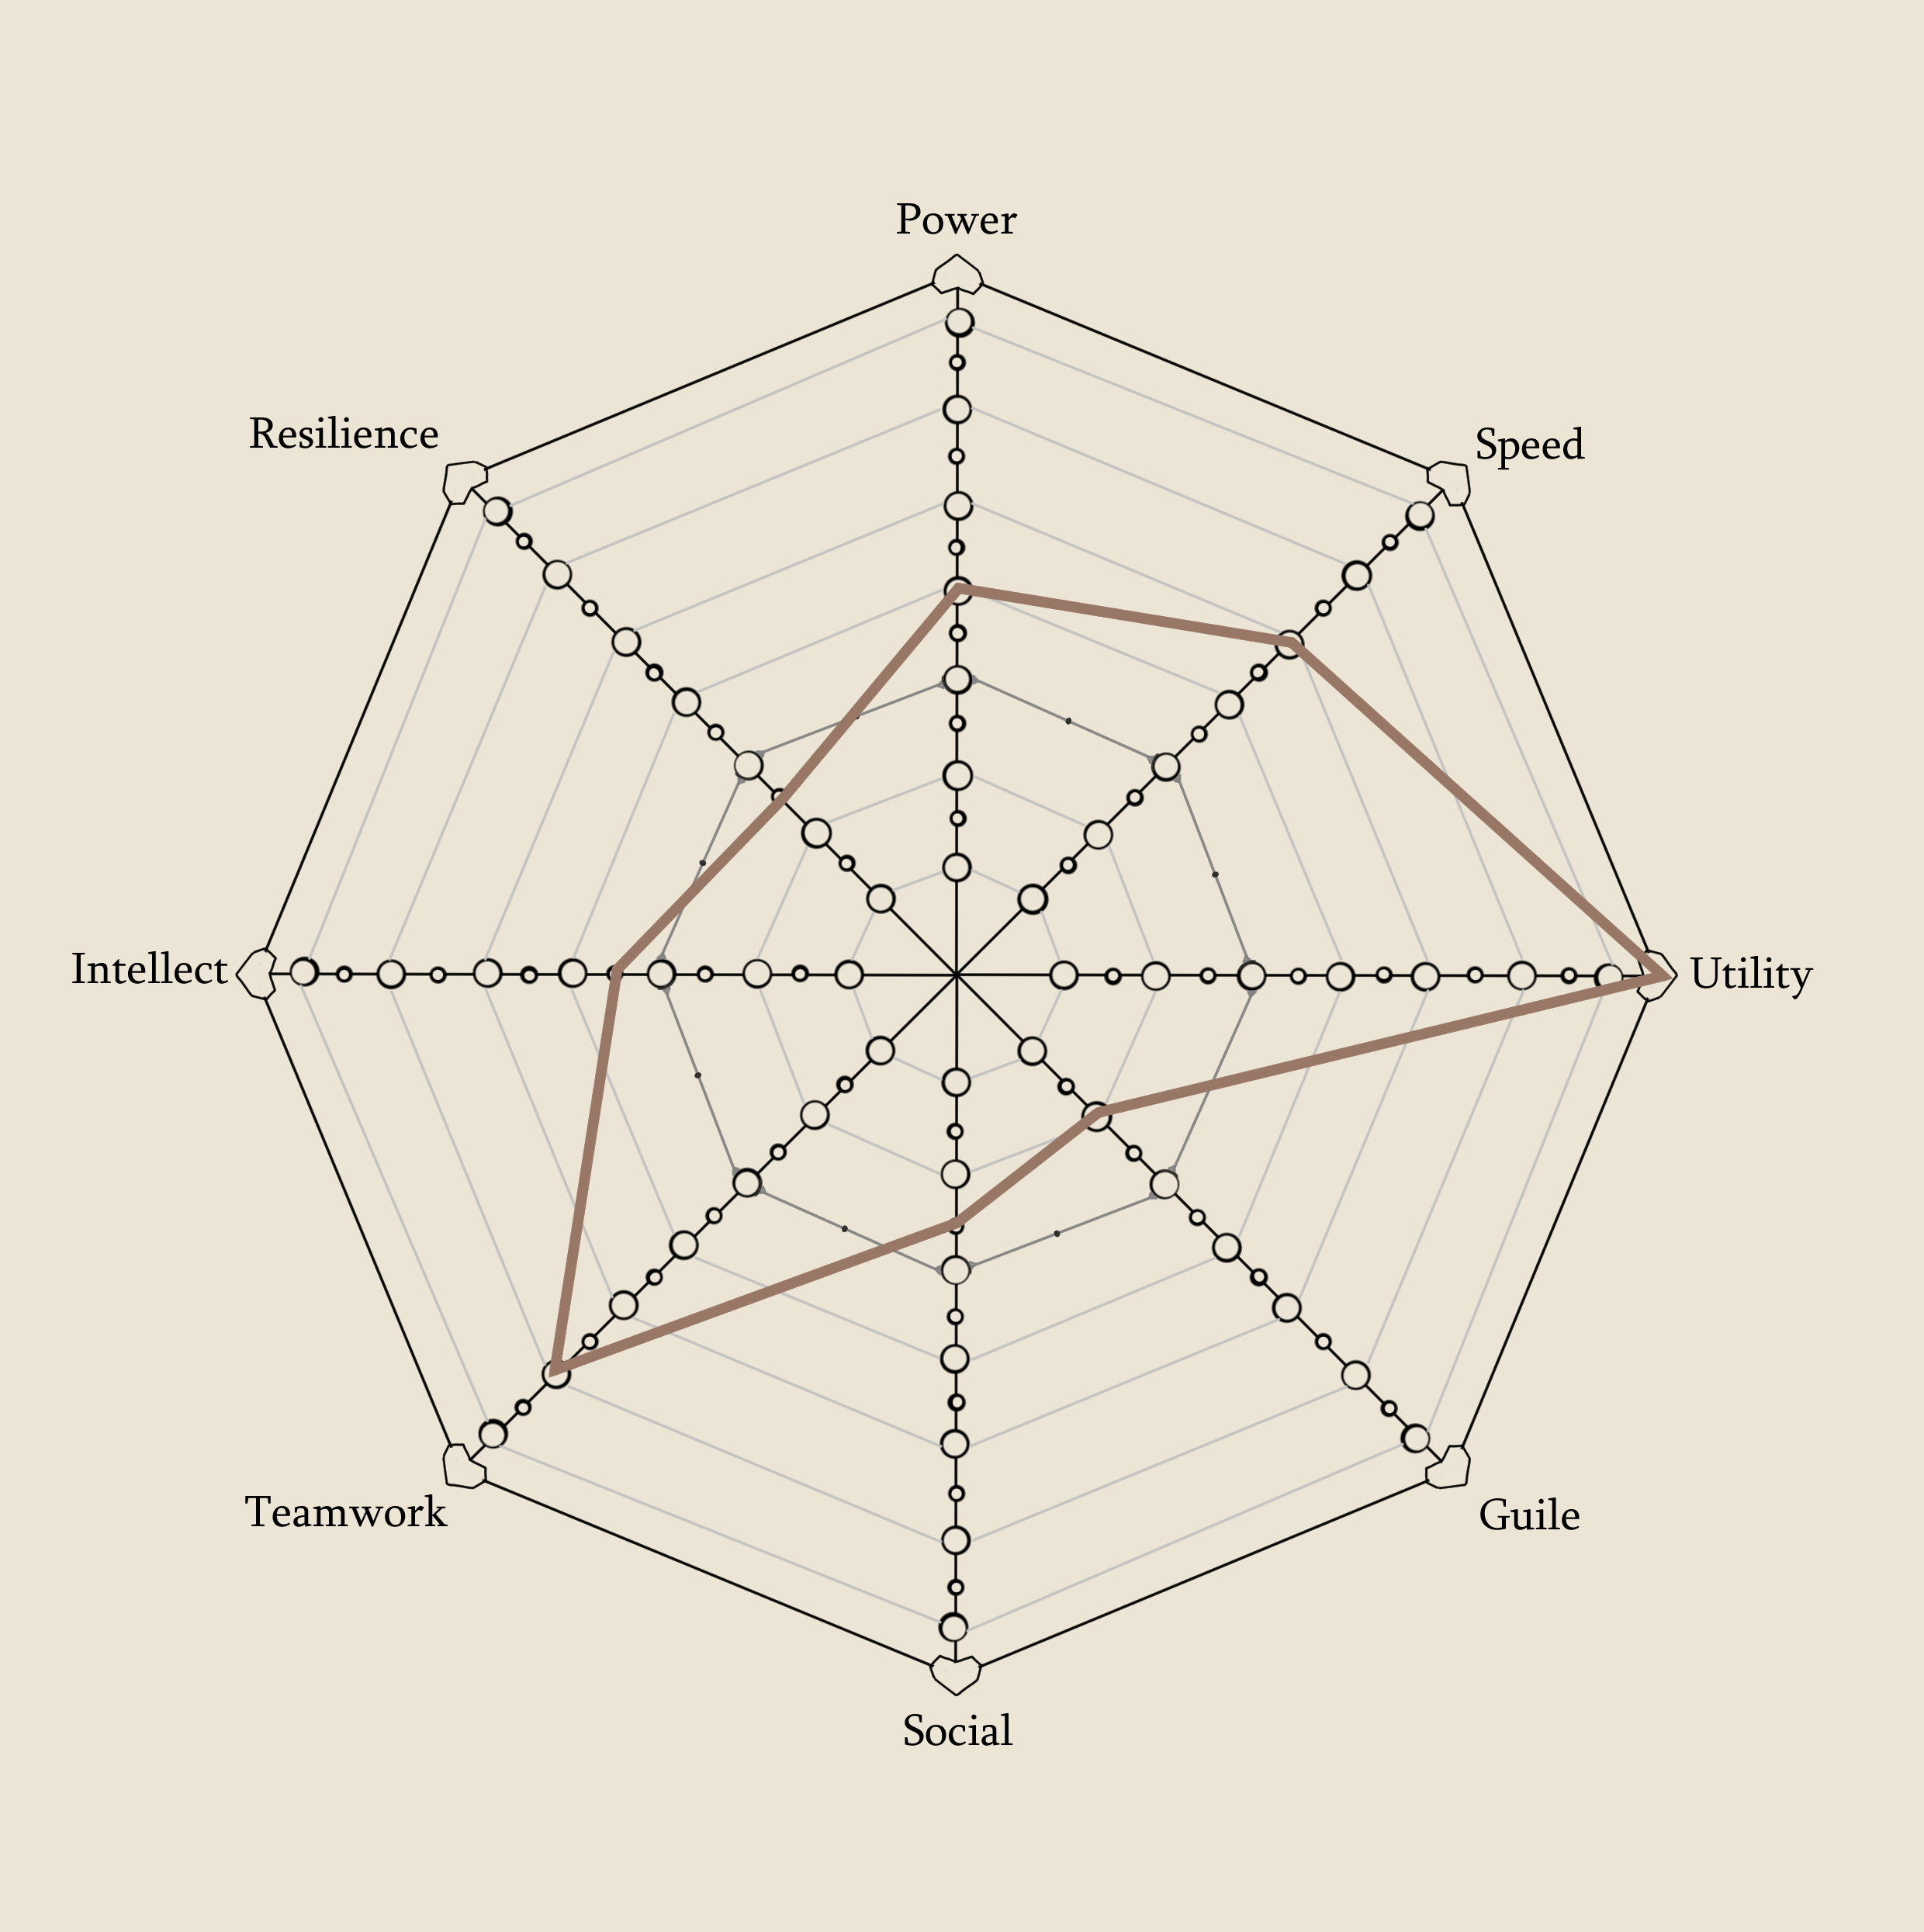 Power
Speed
Resilience
Intellect
Utility
Teamwork
Guile
Social